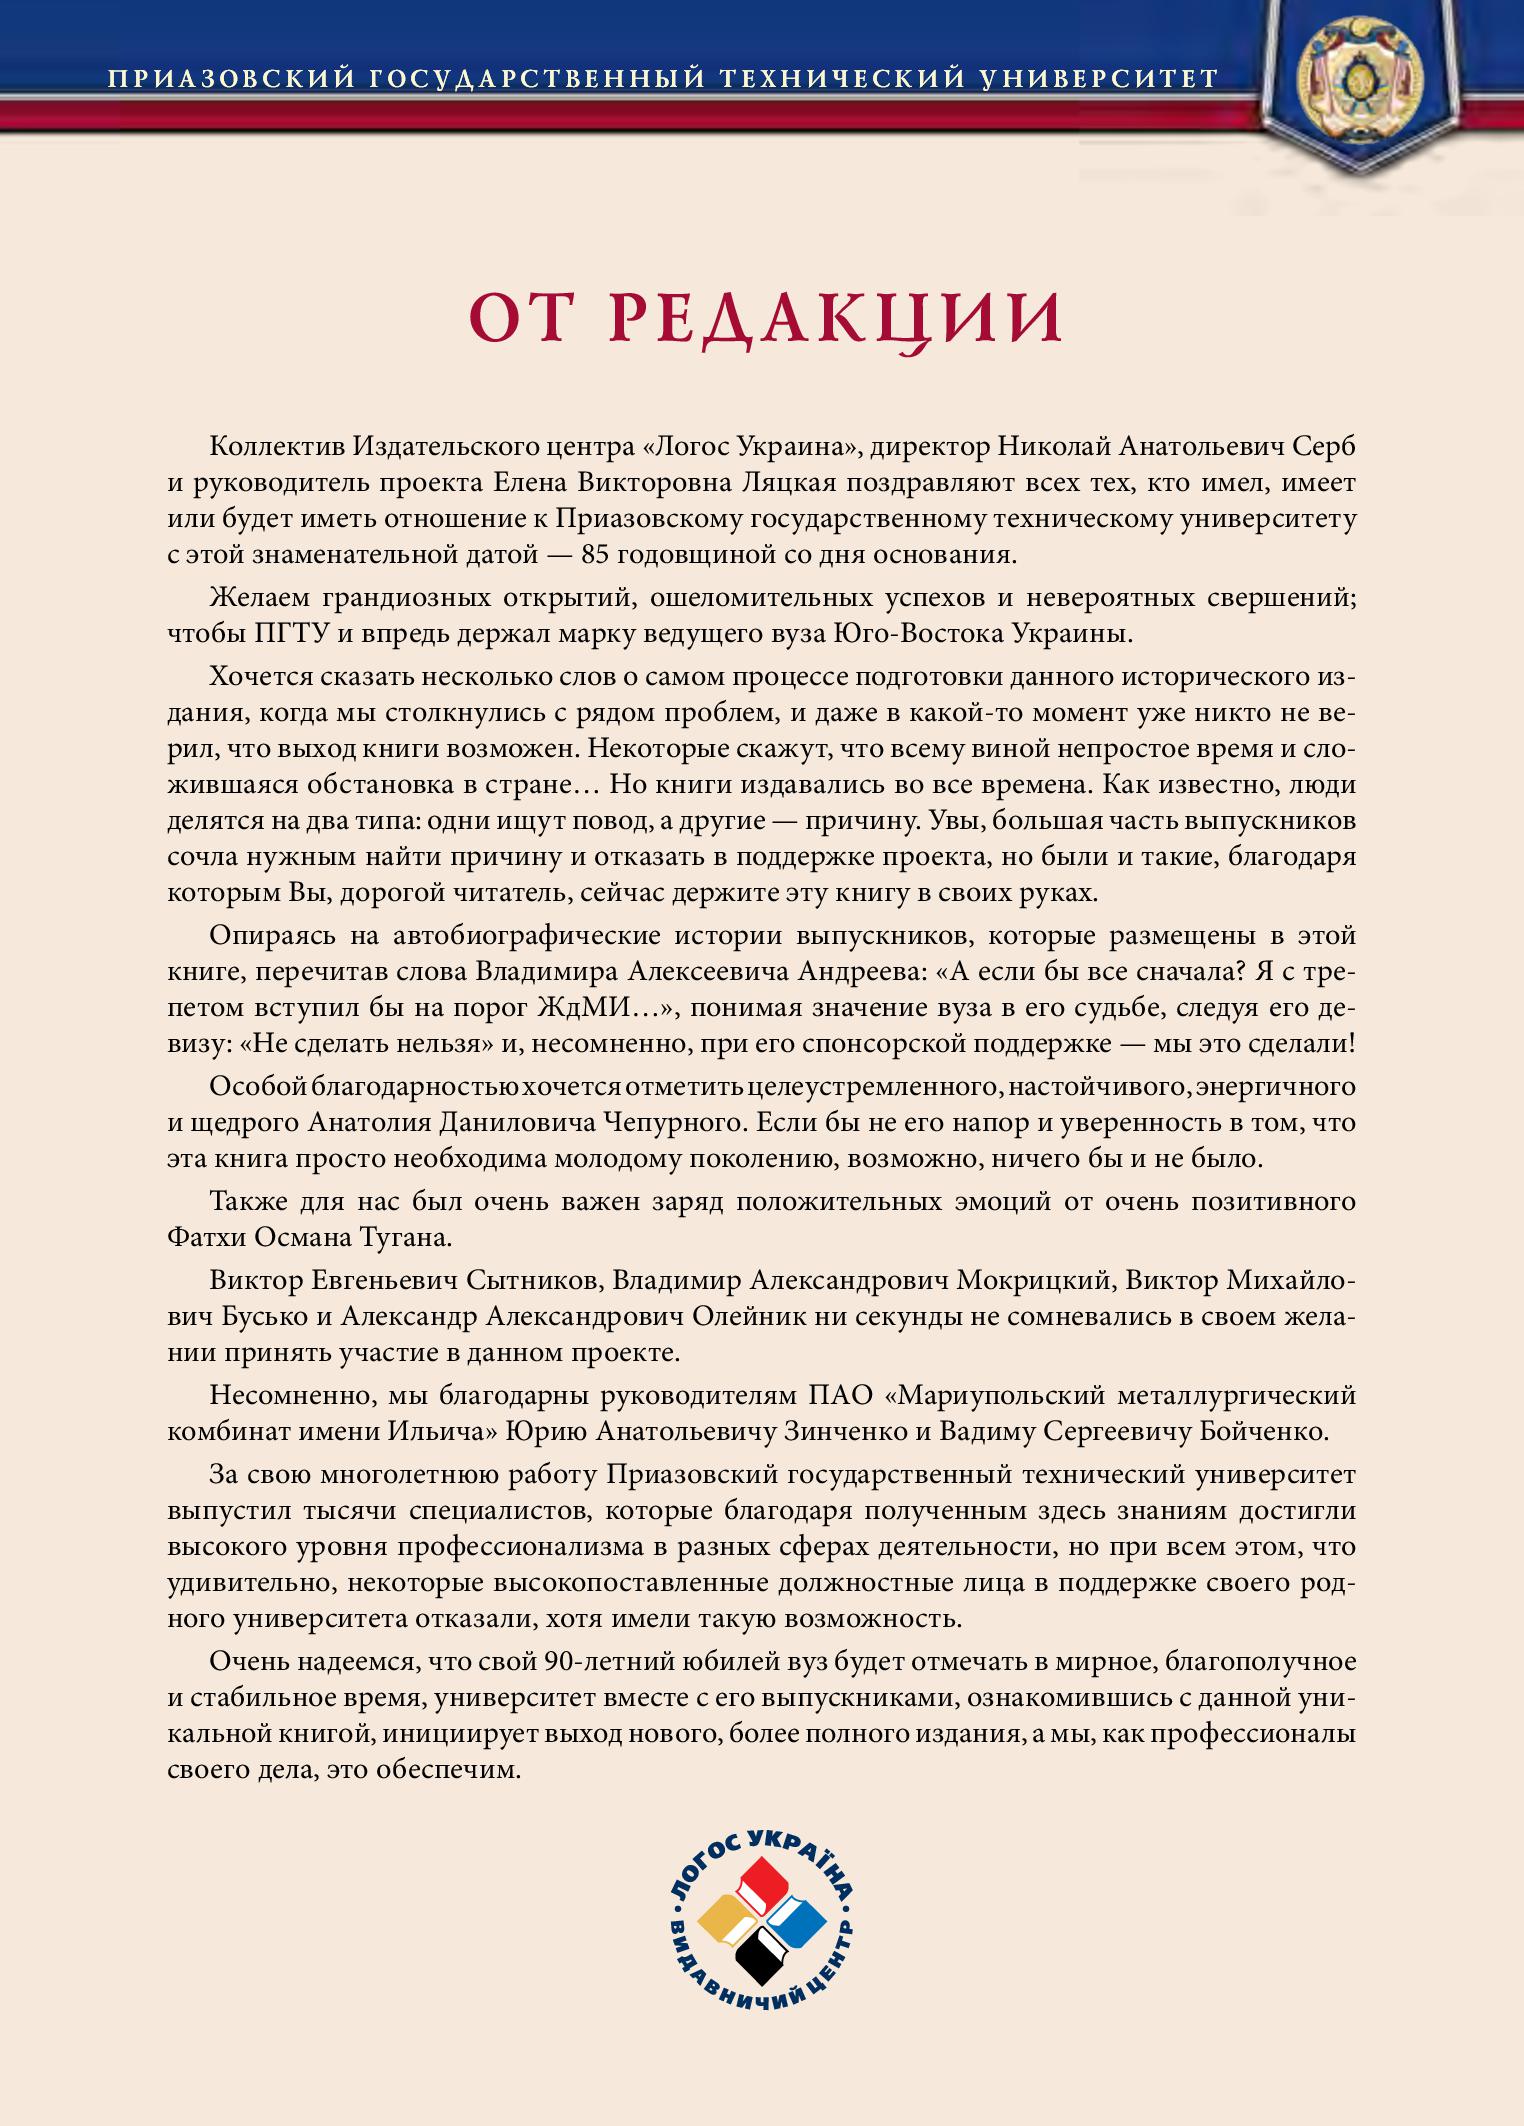 ПРИАЗОВСКИЙ ГОСУДАРСТВЕННЫЙ ТЕХНИЧЕСКИЙ УНИВЕРСИТЕТ
ОТ РЕДАКЦИИ
Коллектив Издательского центра «Логос Украина», директор Николай Анатольевич Серб
и руководитель проекта Елена Викторовна Ляцкая поздравляют всех тех, кто имел, имеет
или будет иметь отношение к Приазовскому государственному техническому университету
с этой знаменательной датой — 85 годовщиной со дня основания.
Желаем грандиозных открытий, ошеломительных успехов и невероятных свершений;
чтобы ПГТУ и впредь держал марку ведущего вуза Юго-Востока Украины.
Хочется сказать несколько слов о самом процессе подготовки данного исторического из-
дания, когда мы столкнулись с рядом проблем, и даже в какой-то момент уже никто не ве-
рил, что выход книги возможен. Некоторые скажут, что всему виной непростое время и сло-
жившаяся обстановка в стране… Но книги издавались во все времена. Как известно, люди
делятся на два типа: одни ищут повод, а другие — причину. Увы, большая часть выпускников
сочла нужным найти причину и отказать в поддержке проекта, но были и такие, благодаря
которым Вы, дорогой читатель, сейчас держите эту книгу в своих руках.
Опираясь на автобиографические истории выпускников, которые размещены в этой
книге, перечитав слова Владимира Алексеевича Андреева: «А если бы все сначала? Я с тре-
петом вступил бы на порог ЖдМИ…», понимая значение вуза в его судьбе, следуя его де-
визу: «Не сделать нельзя» и, несомненно, при его спонсорской поддержке — мы это сделали!
Особой благодарностью хочется отметить целеустремленного, настойчивого, энергичного
и щедрого Анатолия Даниловича Чепурного. Если бы не его напор и уверенность в том, что
эта книга просто необходима молодому поколению, возможно, ничего бы и не было.
Также для нас был очень важен заряд положительных эмоций от очень позитивного
Фатхи Османа Тугана.
Виктор Евгеньевич Сытников, Владимир Александрович Мокрицкий, Виктор Михайло-
вич Бусько и Александр Александрович Олейник ни секунды не сомневались в своем жела-
нии принять участие в данном проекте.
Несомненно, мы благодарны руководителям ПАО «Мариупольский металлургический
комбинат имени Ильича» Юрию Анатольевичу Зинченко и Вадиму Сергеевичу Бойченко.
За свою многолетнюю работу Приазовский государственный технический университет
выпустил тысячи специалистов, которые благодаря полученным здесь знаниям достигли
высокого уровня профессионализма в разных сферах деятельности, но при всем этом, что
удивительно, некоторые высокопоставленные должностные лица в поддержке своего род-
ного университета отказали, хотя имели такую возможность.
Очень надеемся, что свой 90-летний юбилей вуз будет отмечать в мирное, благополучное
и стабильное время, университет вместе с его выпускниками, ознакомившись с данной уни-
кальной книгой, инициирует выход нового, более полного издания, а мы, как профессионалы
своего дела, это обеспечим.
ЛОГОС УКРАЇНА
ВИДАВНИЧИЙ ЦЕНТР